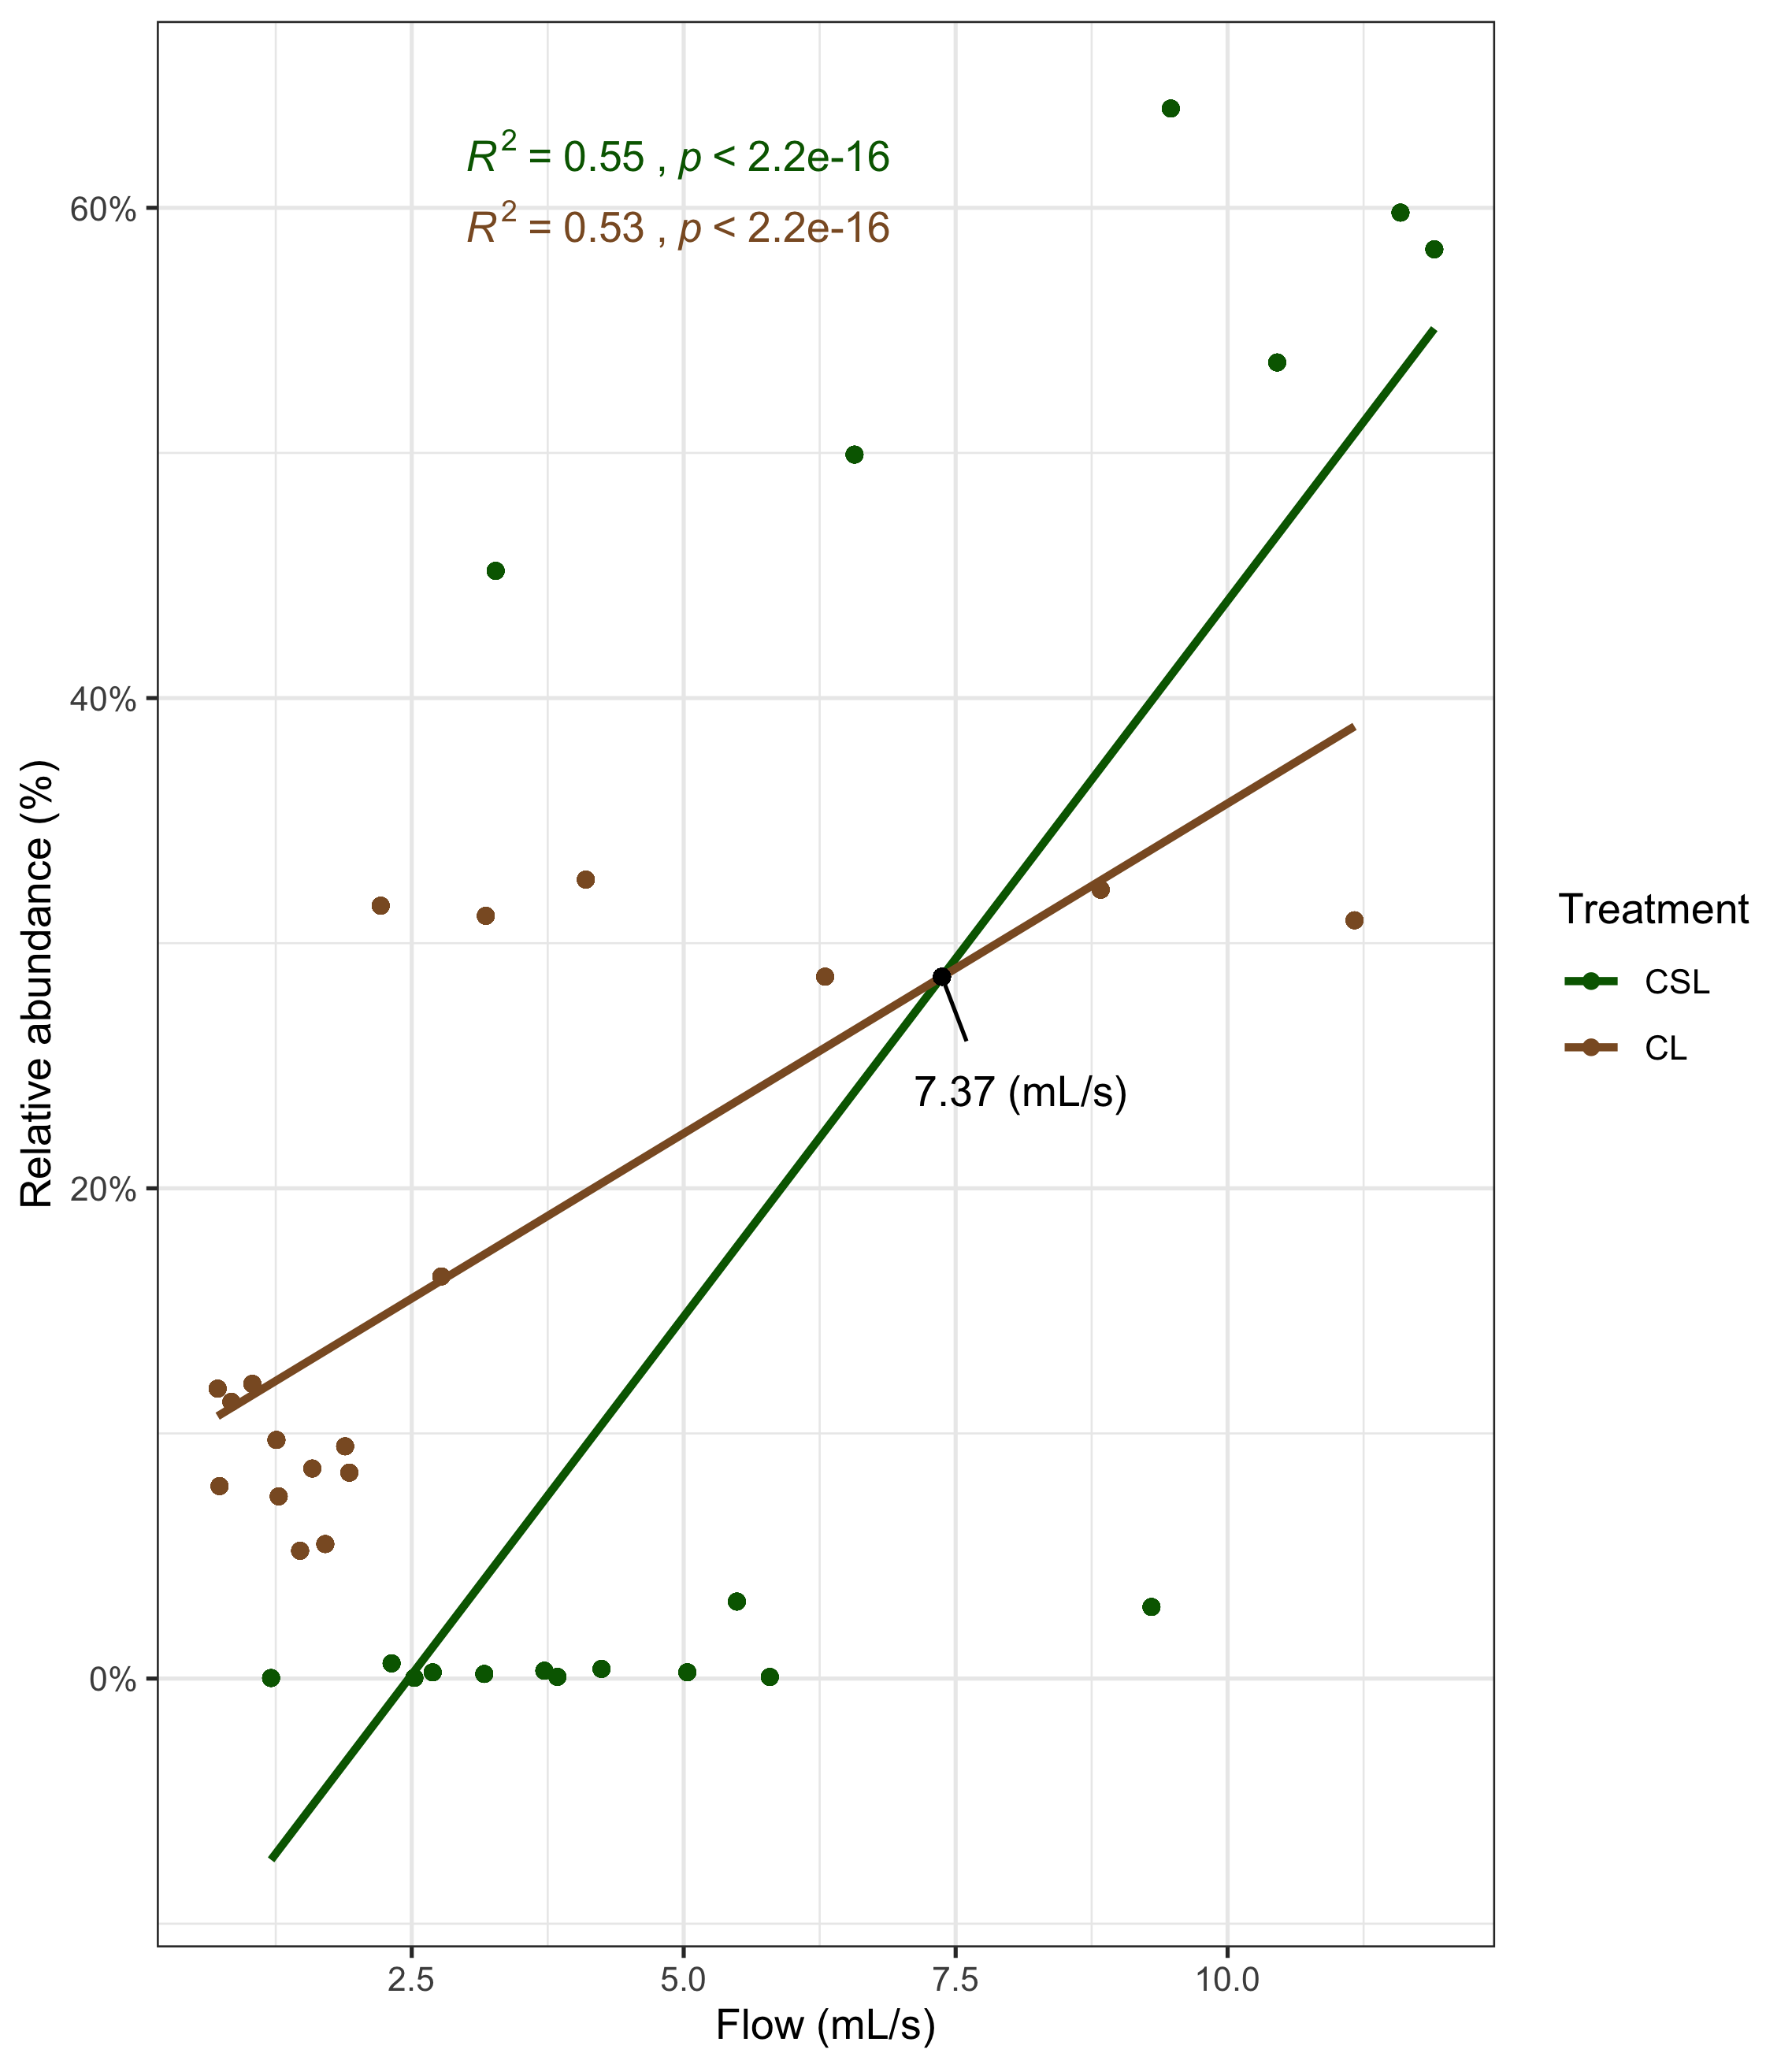 R² = 0.55 , p < 2.2e-16
R² = 0.53 , p < 2.2e-16
60%
40%
20%
0%
Relative abundance (%)
7.37 (mL/s)
2.5 5.0 7.5 10.0
Flow (mL/s)
Treatment
CSL
CL